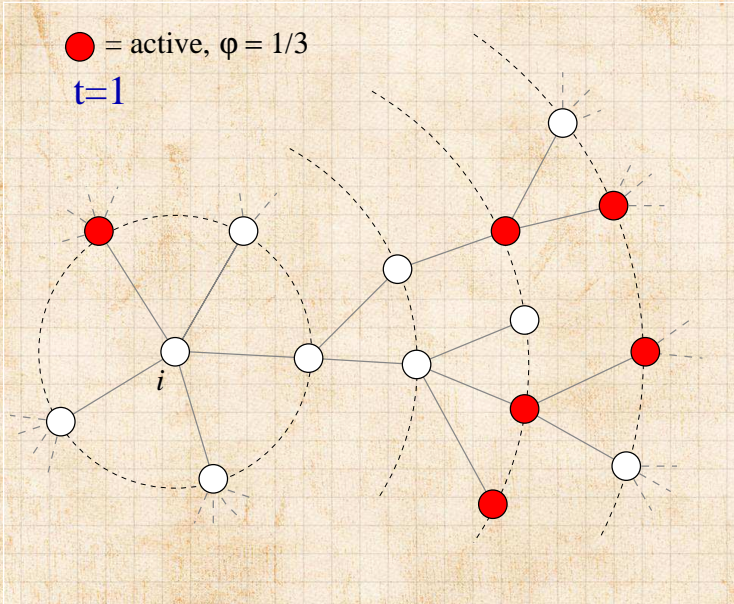 = active, φ = 1/3
t=1
i